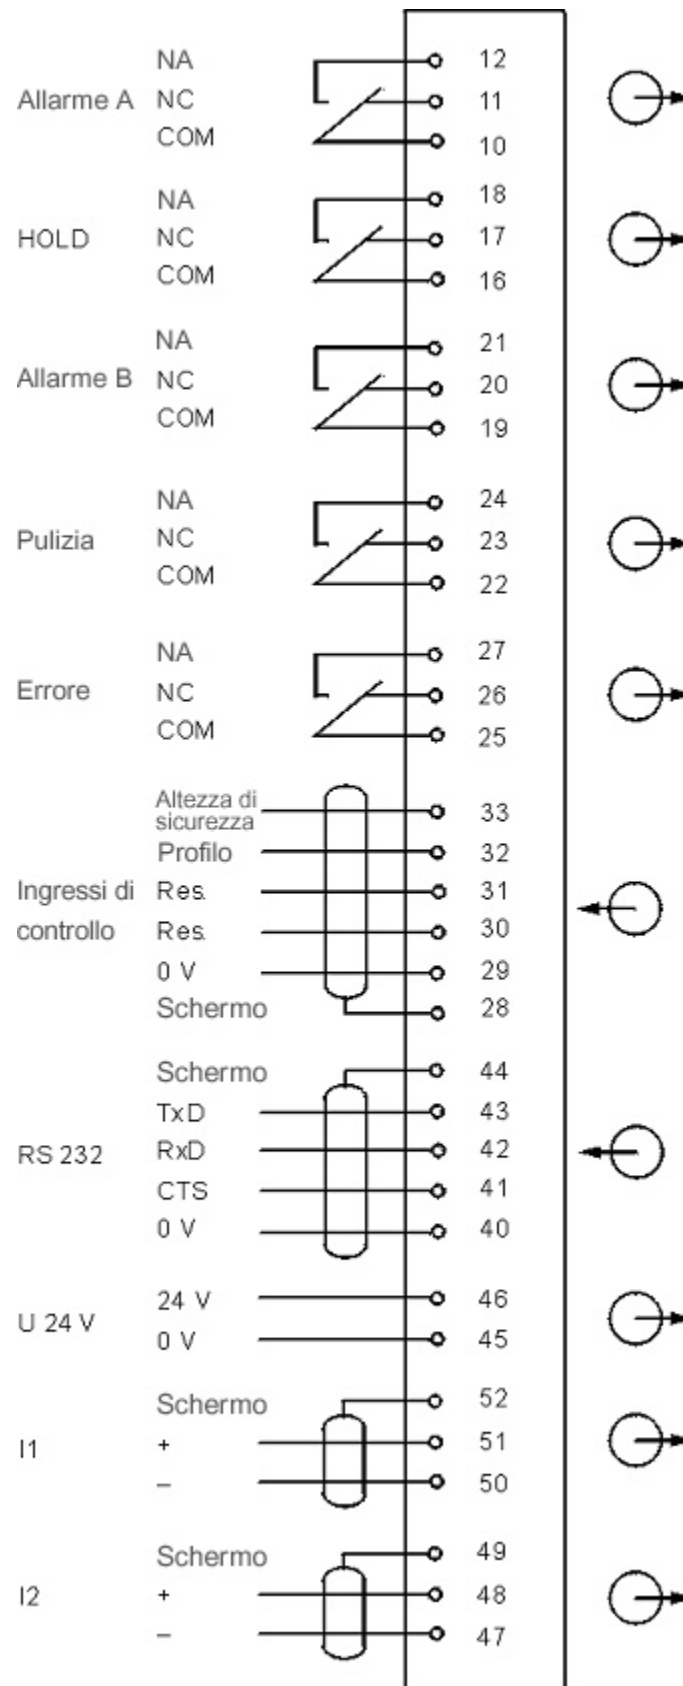 NA 12
Allarme A NC 11
COM 10
NA 18
HOLD NC 17
COM 16
NA 21
Allarme B NC 20
COM 19
NA 24
Pulizia NC 23
COM 22
NA 27
Errore NC 26
COM 25
Altezza di
sicurezza 33
Profilo 32
Ingressi di Res. 31
controllo Res. 30
0 V 29
Schermo 28
Schermo 44
TxD 43
RS 232 RxD 42
CTS 41
0 V 40
U 24 V 24 V 46
0 V 45
Schermo 52
I1 + 51
– 50
Schermo 49
I2 + 48
– 47